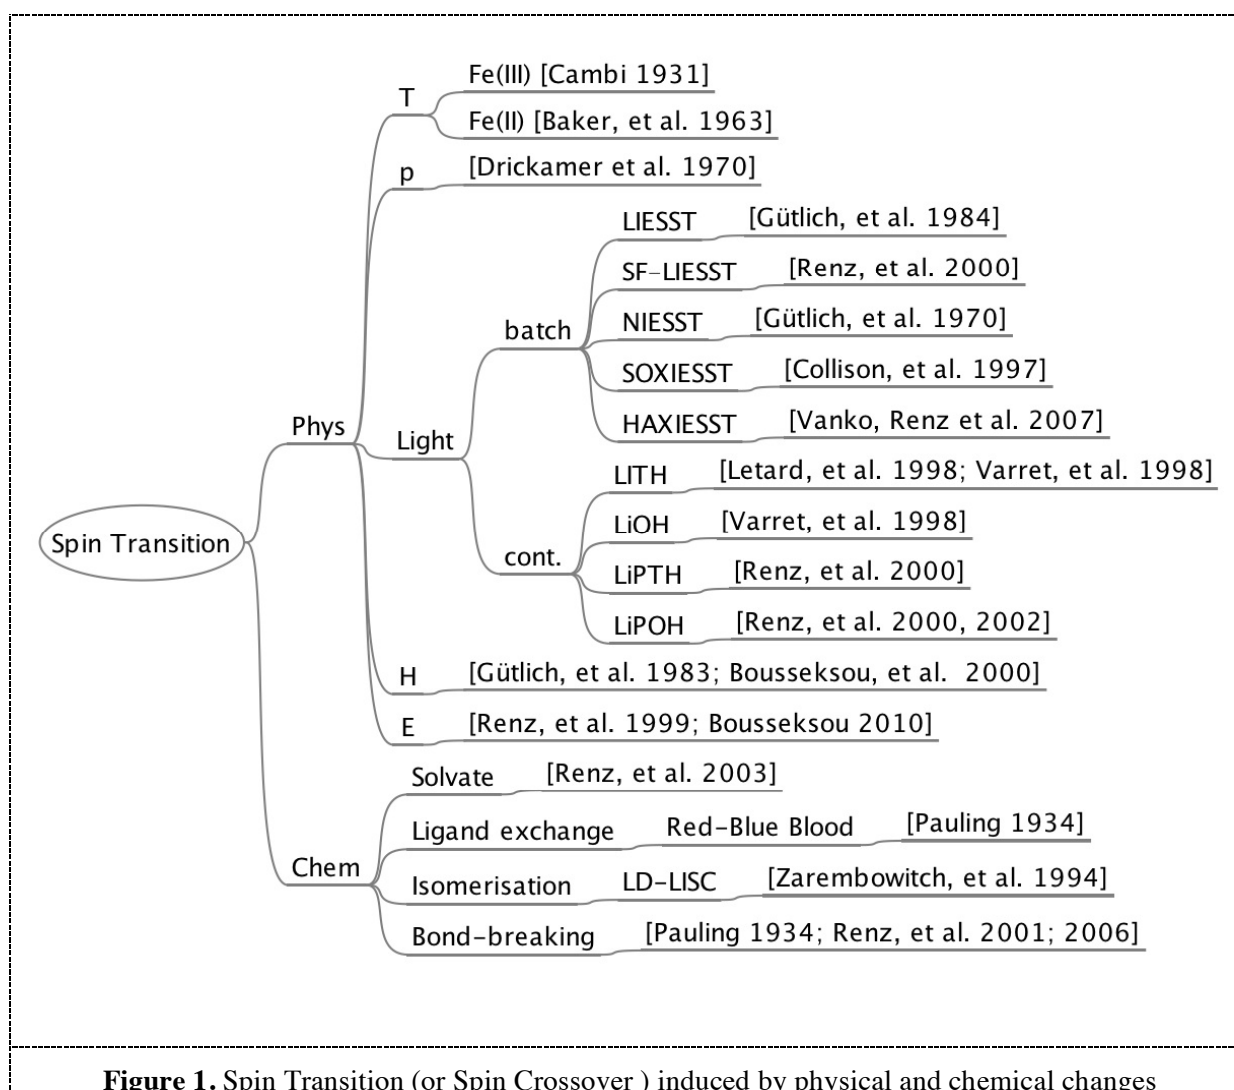 Fe(III) [Cambi 1931]
T
Fe(II) [Baker, et al. 1963]
p [Drickamer et al. 1970]
LIESST [Gütlich, et al. 1984]
SF-LIESST [Renz, et al. 2000]
batch NIESST [Gütlich, et al. 1970]
SOXIESST [Collison, et al. 1997]
HAXIESST [Vanko, Renz et al. 2007]
Phys Light
LITH [Letard, et al. 1998; Varret, et al. 1998]
LiOH [Varret, et al. 1998]
Spin Transition cont.
LiPTH [Renz, et al. 2000]
LiPOH [Renz, et al. 2000, 2002]
H [Gütlich, et al. 1983; Bousseksou, et al. 2000]
E [Renz, et al. 1999; Bousseksou 2010]
Solvate [Renz, et al. 2003]
Ligand exchange Red-Blue Blood [Pauling 1934]
Chem
Isomerisation LD-LISC [Zarembowitch, et al. 1994]
Bond-breaking [Pauling 1934; Renz, et al. 2001; 2006]
Figure 1. Spin Transition (or Spin Crossover ) induced by physical and chemical changes